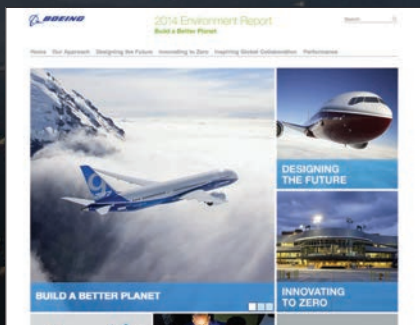 BOEING
2014 Environment Report
Build a Better Planet
Search
Home Our Approach Designing the Future Innovating to Zero Inspiring Global Collaboration Performance
DESIGNING
THE FUTURE
BUILD A BETTER PLANET
INNOVATING
TO ZERO